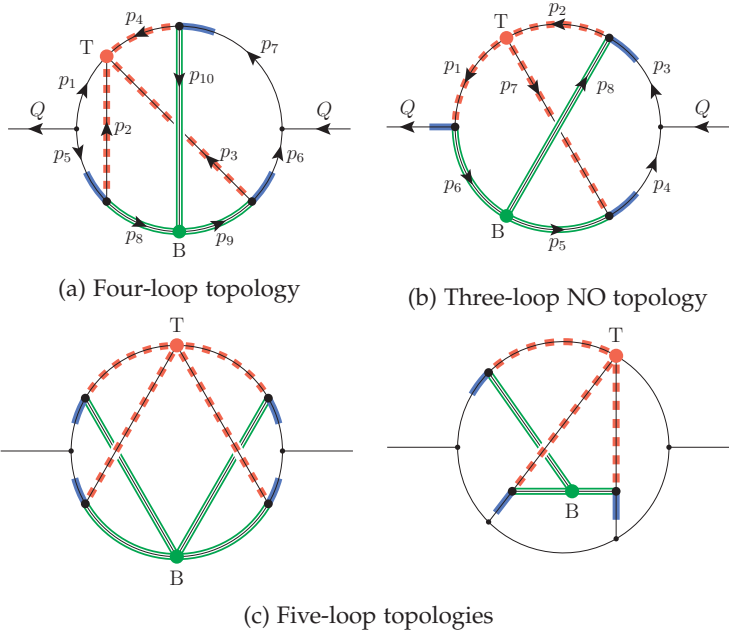 p4
T
p7
p1
p10
Q
Q
p2
p5
p3
p6
p8
p9
B
(a) Four-loop topology
p2
T
p1
p3
p7
p8
Q
Q
p6
p4
B
p5
(b) Three-loop NO topology
T
B
T
B
(c) Five-loop topologies